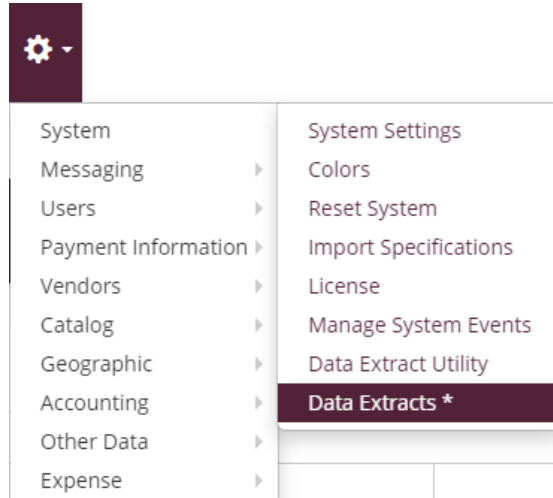 System
Messaging
Users
Payment Information
Vendors
Catalog
Geographic
Accounting
Other Data
Expense
System Settings
Colors
Reset System
Import Specifications
License
Manage System Events
Data Extract Utility
Data Extracts *